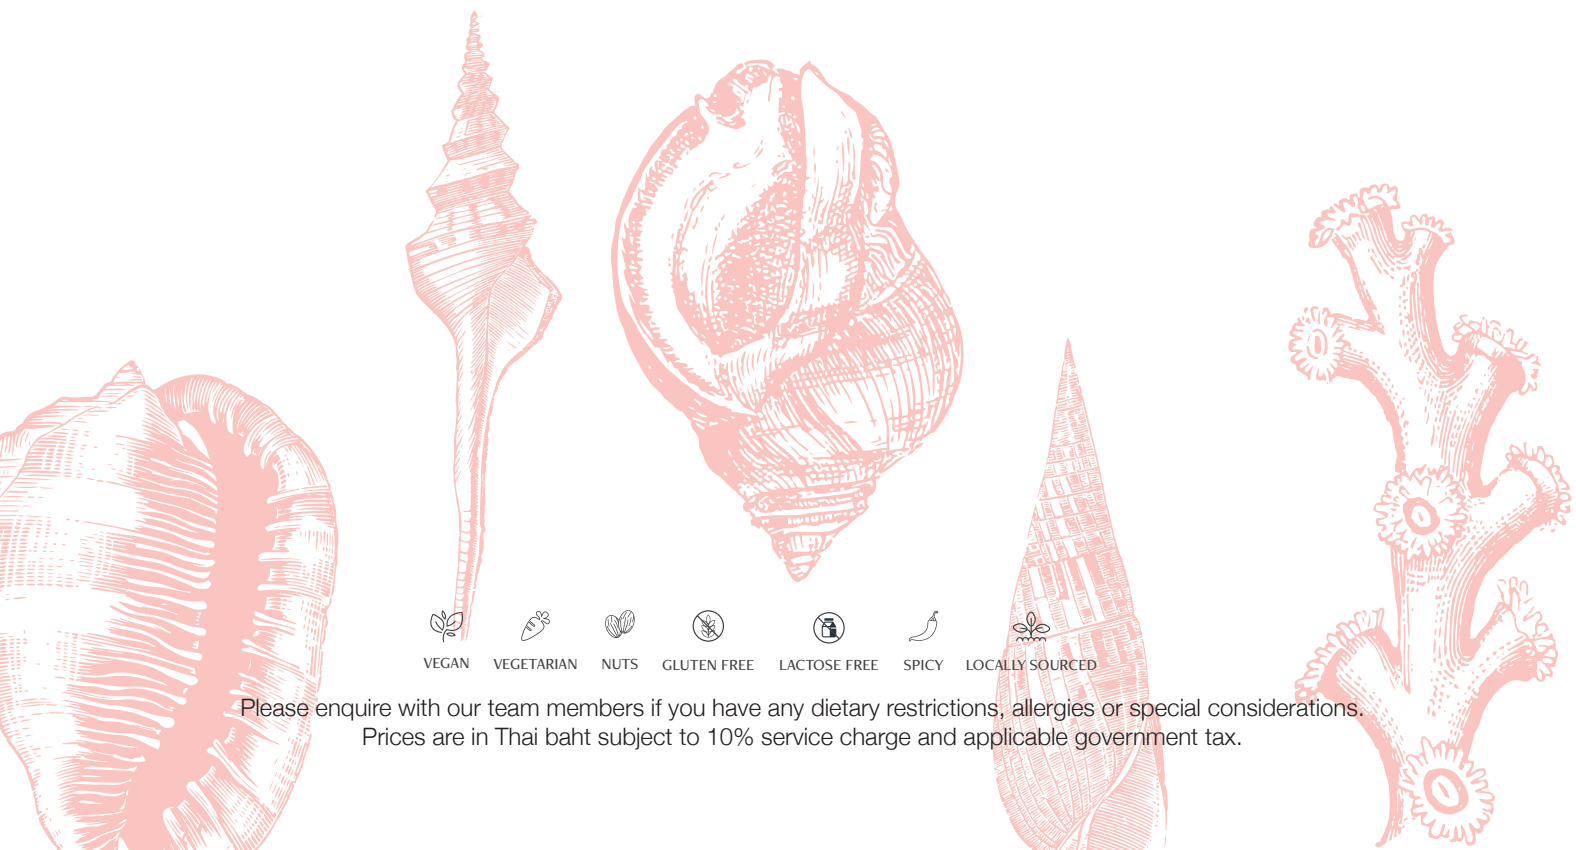 VEGAN VEGETARIAN NUTS GLUTEN FREE LACTOSE FREE SPICY LOCALLY SOURCED
Please enquire with our team members if you have any dietary restrictions, allergies or special considerations.
Prices are in Thai baht subject to 10% service charge and applicable government tax.